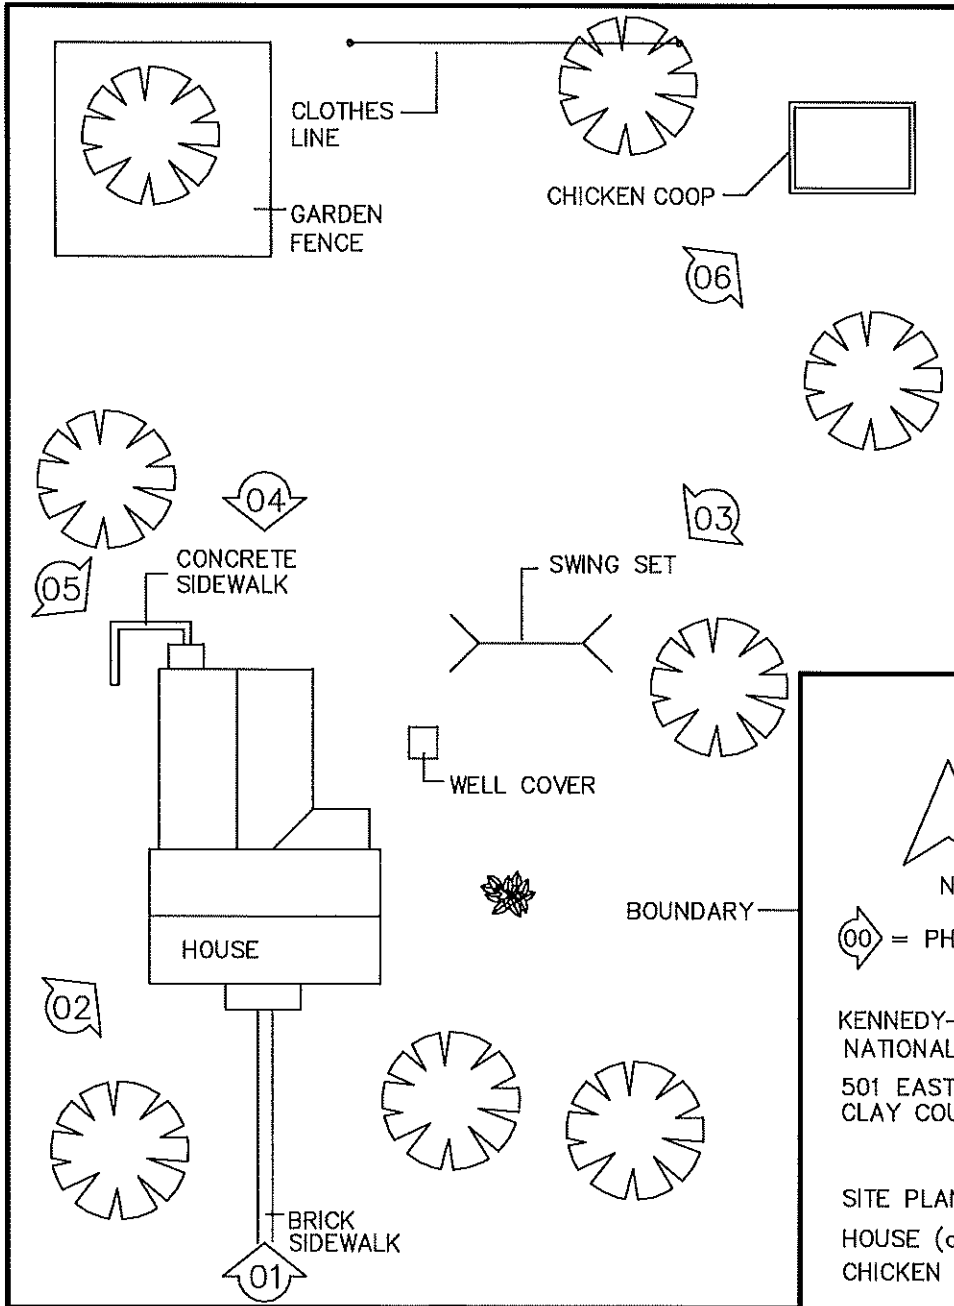 CLOTHES
LINE
CHICKEN COOP
GARDEN
FENCE
06
04
03
CONCRETE
SIDEWALK
SWING SET
05
WELL COVER
BOUNDARY
N
HOUSE
00 = PH
02
KENNEDY-
NATIONAL
501 EAST
CLAY COU
SITE PLAN
HOUSE (c
CHICKEN
BRICK
SIDEWALK
01